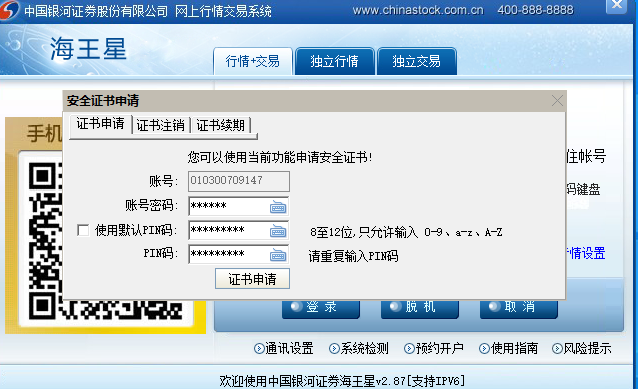 中国银河证券股份有限公司 网上行情交易系统 www.chinastock.com.cn 400-888-8888
海王星
行情+交易 独立行情 独立交易
安全证书申请
证书申请 证书注销 证书续期
您可以使用当前功能申请安全证书!
账号: 010300709147
账号密码: ******
使用默认PIN码: ********* 8至12位,只允许输入 0-9、a-z、A-Z
PIN码: ********* 请重复输入PIN码
证书申请
手机
住帐号
码键盘
行情设置
登录 脱机 取消
通讯设置 系统检测 预约开户 使用指南 风险提示
欢迎使用中国银河证券海王星v2.87[支持IPV6]